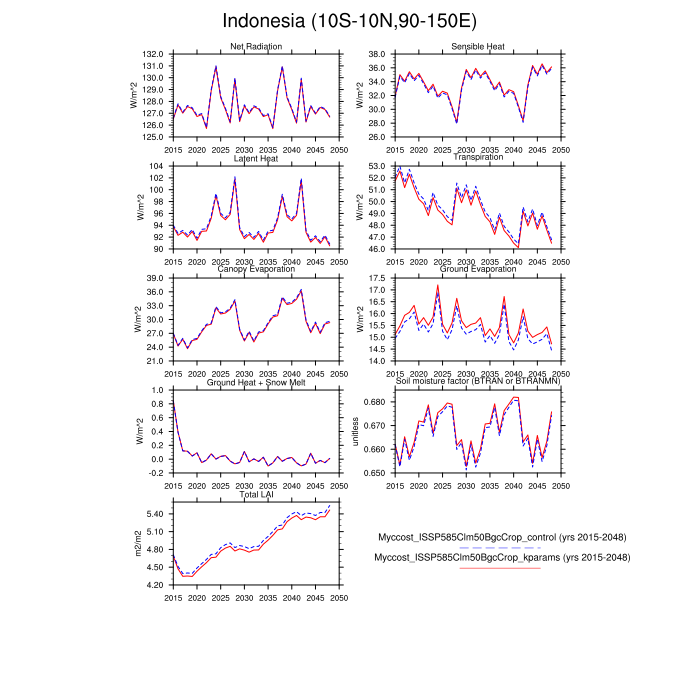 Indonesia (10S-10N,90-150E)
Net Radiation
Sensible Heat
W/m^2
132.0
131.0
130.0
129.0
128.0
127.0
126.0
125.0
2015 2020 2025 2030 2035 2040 2045 2050
W/m^2
38.0
36.0
34.0
32.0
30.0
28.0
26.0
2015 2020 2025 2030 2035 2040 2045 2050
Latent Heat
Transpiration
W/m^2
104
102
100
98
96
94
92
90
2015 2020 2025 2030 2035 2040 2045 2050
W/m^2
53.0
52.0
51.0
50.0
49.0
48.0
47.0
46.0
2015 2020 2025 2030 2035 2040 2045 2050
Canopy Evaporation
Ground Evaporation
W/m^2
39.0
36.0
33.0
30.0
27.0
24.0
21.0
2015 2020 2025 2030 2035 2040 2045 2050
W/m^2
17.5
17.0
16.5
16.0
15.5
15.0
14.5
14.0
2015 2020 2025 2030 2035 2040 2045 2050
Ground Heat + Snow Melt
Soil moisture factor (BTRAN or BTRANMN)
W/m^2
1.0
0.8
0.6
0.4
0.2
0.0
-0.2
2015 2020 2025 2030 2035 2040 2045 2050
unitless
0.680
0.670
0.660
0.650
2015 2020 2025 2030 2035 2040 2045 2050
Total LAI
m2/m2
5.40
5.10
4.80
4.50
4.20
2015 2020 2025 2030 2035 2040 2045 2050
Myccost_ISSP585Clm50BgcCrop_control (yrs 2015-2048)
Myccost_ISSP585Clm50BgcCrop_kparams (yrs 2015-2048)